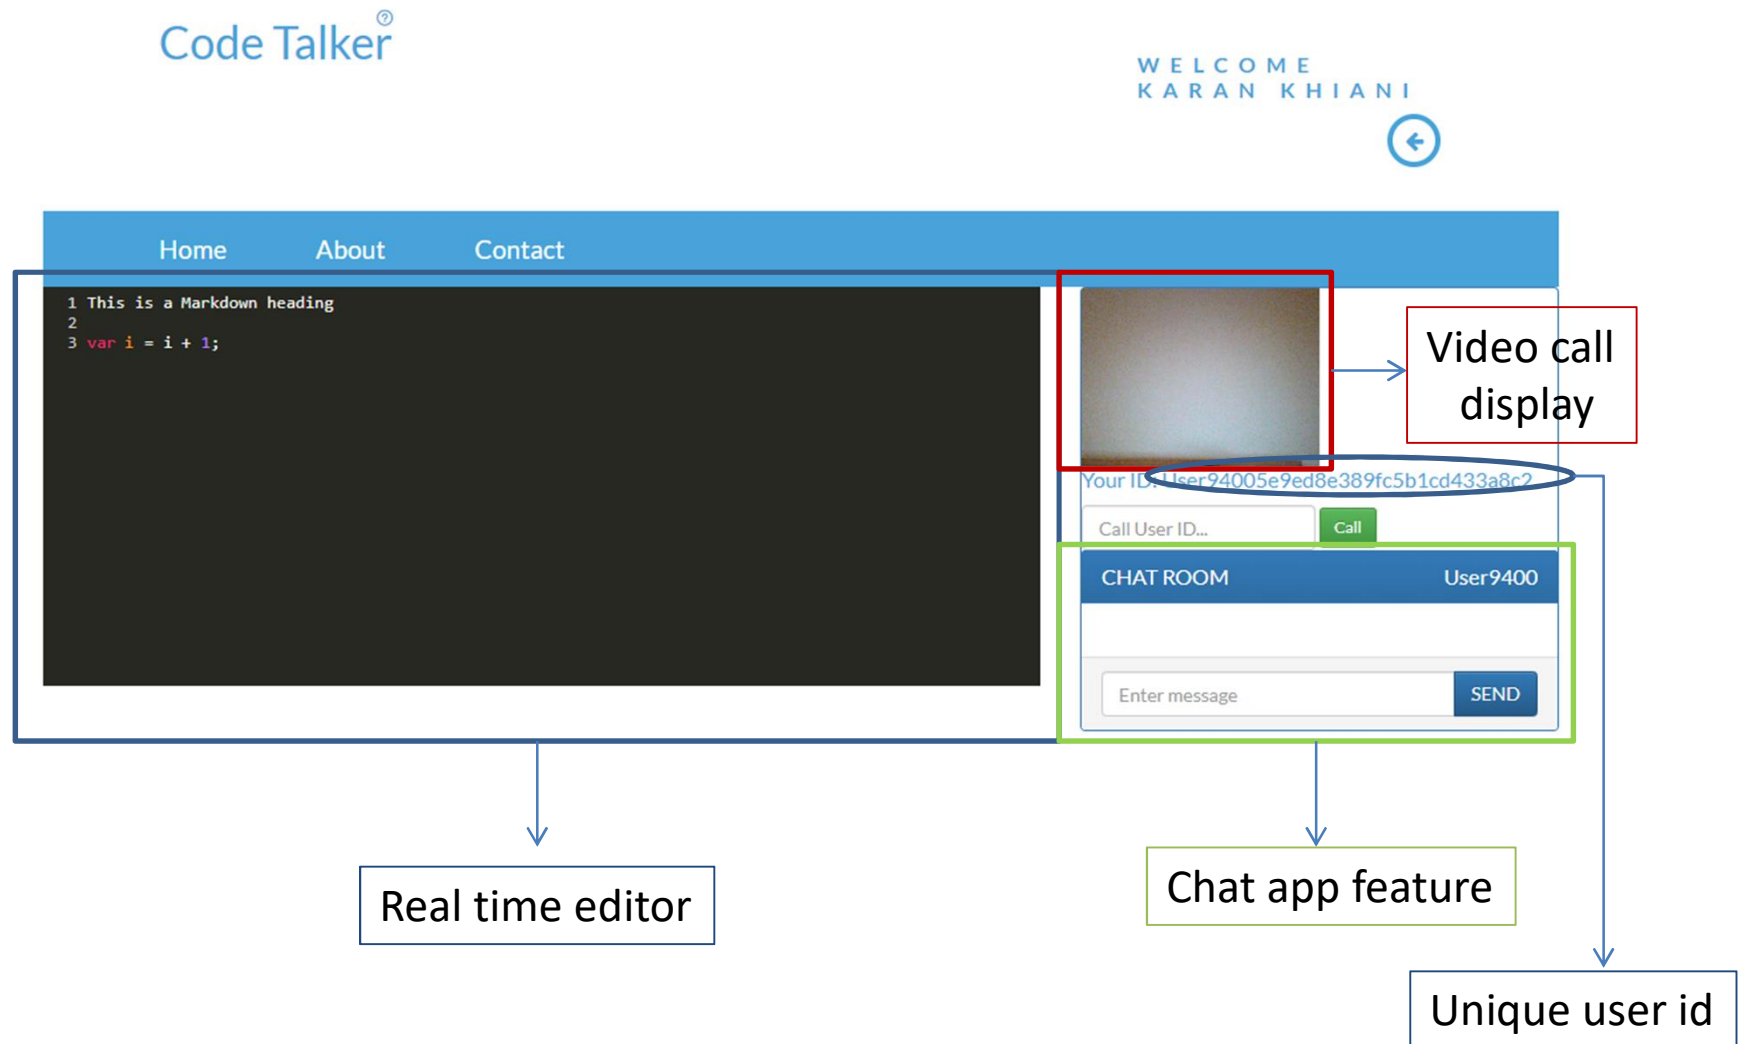 Code Talker
WELCOME
KARAN KHIANI
Home About Contact
1 This is a Markdown heading
2
3 var i = i + 1;
Video call
display
Your ID: User94005e9ed8e389fc5b1cd433a8c2
Call User ID... Call
CHAT ROOM User9400
Enter message SEND
Real time editor
Chat app feature
Unique user id